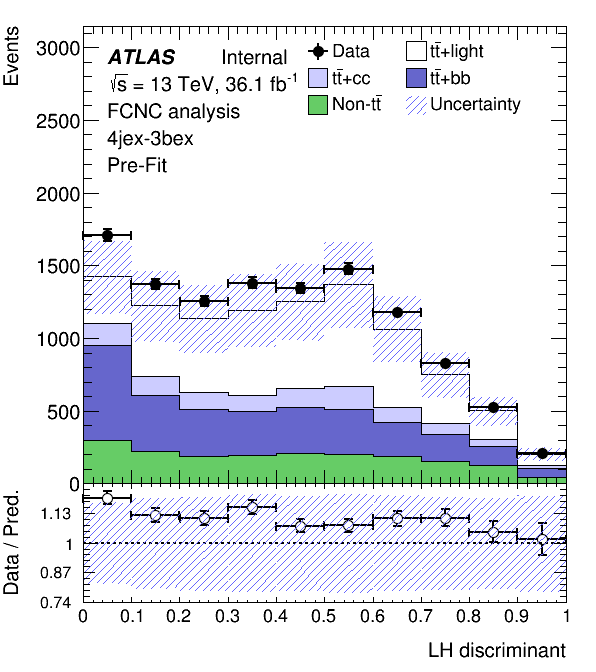 Events
3000
2500
2000
1500
1000
500
0
ATLAS Internal
√s = 13 TeV, 36.1 fb⁻¹
FCNC analysis
4jex-3bex
Pre-Fit
Data
tt̄+light
tt̄+cc
tt̄+bb
Non-tt̄
Uncertainty
Data / Pred.
1.13
1
0.87
0.74
0 0.1 0.2 0.3 0.4 0.5 0.6 0.7 0.8 0.9 1
LH discriminant